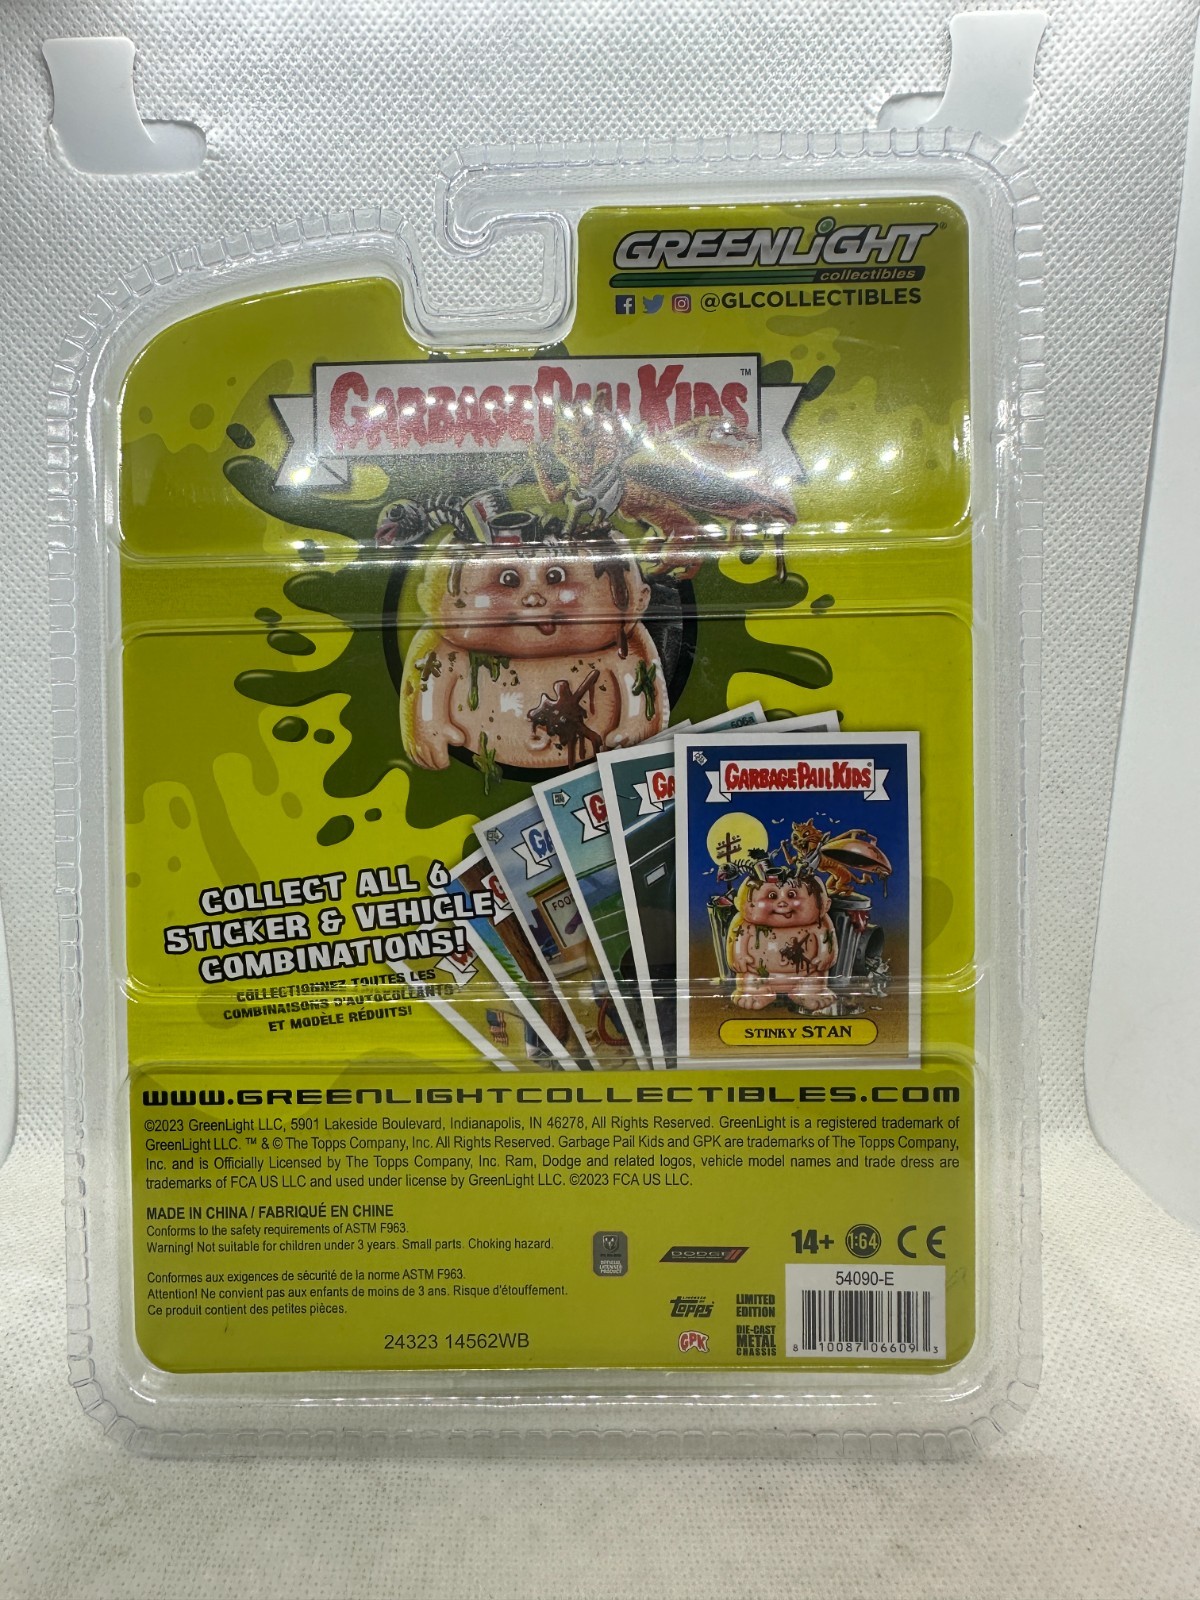 GREENLiGHT®
collectibles
@GLCOLLECTIBLES
GARBAGE PAIL KIDS™
506a
GARBAGE PAIL KIDS
FOO
STINKY STAN
COLLECT ALL 6
STICKER & VEHICLE
COMBINATIONS!
COLLECTIONNEZ TOUTES LES
COMBINAISONS D'AUTOCOLLANTS
ET MODÈLE RÉDUITS!
WWW.GREENLIGHTCOLLECTIBLES.COM
©2023 GreenLight LLC, 5901 Lakeside Boulevard, Indianapolis, IN 46278, All Rights Reserved. GreenLight is a registered trademark of
GreenLight LLC. ™ & © The Topps Company, Inc. All Rights Reserved. Garbage Pail Kids and GPK are trademarks of The Topps Company,
Inc. and is Officially Licensed by The Topps Company, Inc. Ram, Dodge and related logos, vehicle model names and trade dress are
trademarks of FCA US LLC and used under license by GreenLight LLC. ©2023 FCA US LLC.
MADE IN CHINA / FABRIQUÉ EN CHINE
Conforms to the safety requirements of ASTM F963.
Warning! Not suitable for children under 3 years. Small parts. Choking hazard.
Conformes aux exigences de sécurité de la norme ASTM F963.
Attention! Ne convient pas aux enfants de moins de 3 ans. Risque d'étouffement.
Ce produit contient des petites pièces.
24323 14562WB
OFFICIAL
LICENSED
PRODUCT
DODGE
14+ 1:64 CE
Topps
LIMITED
EDITION
GPK
DIE-CAST
METAL
CHASSIS
54090-E
8 10087 06609 3